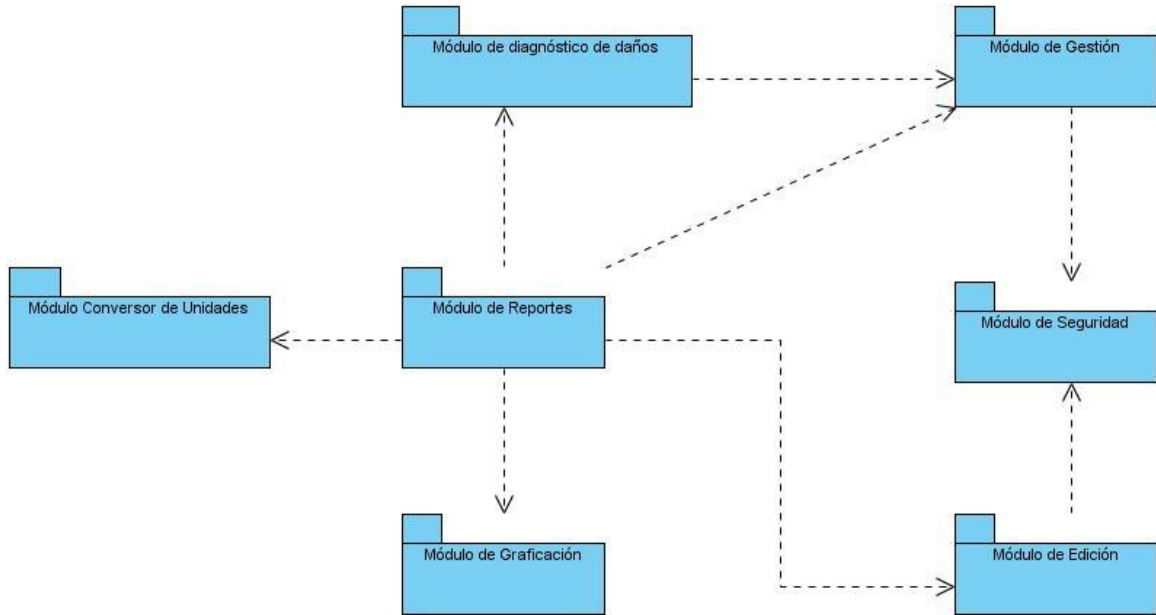 Módulo de diagnóstico de daños
Módulo de Gestión
Módulo Conversor de Unidades
Módulo de Reportes
Módulo de Seguridad
Módulo de Graficación
Módulo de Edición